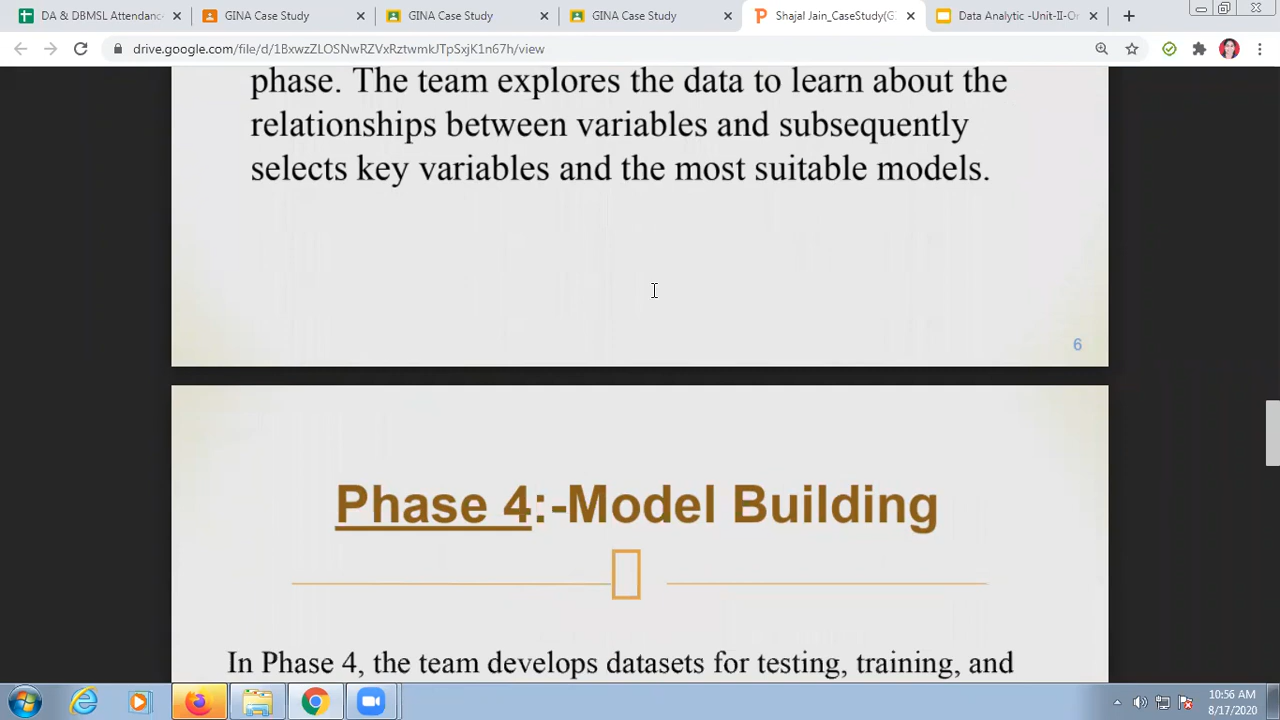 DA & DBMSL Attendanc
GINA Case Study
GINA Case Study
GINA Case Study
Shajal Jain_CaseStudy(G
Data Analytic -Unit-II-Or
drive.google.com/file/d/1BxwzZLOSNwRZVxRztwmkJTpSxjK1n67h/view
phase. The team explores the data to learn about the
relationships between variables and subsequently
selects key variables and the most suitable models.
6
Phase 4:-Model Building
In Phase 4, the team develops datasets for testing, training, and
10:56 AM
8/17/2020